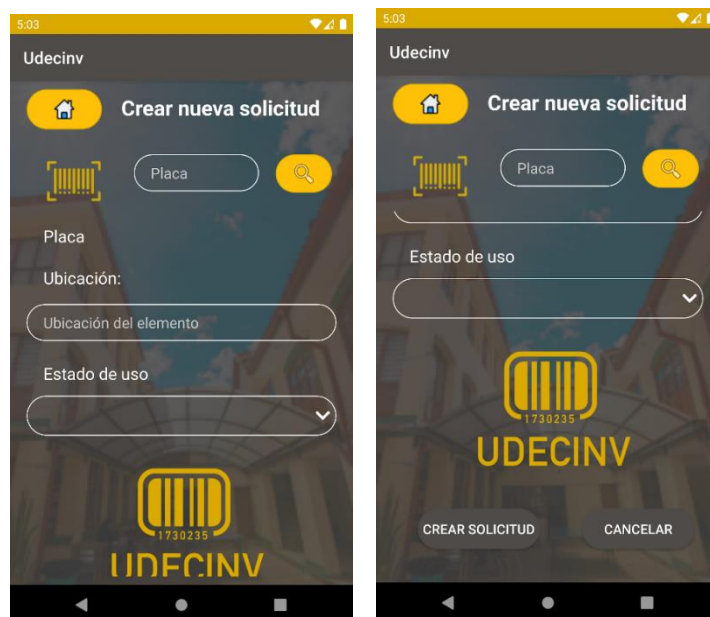 5:03
Udecinv
Crear nueva solicitud
Placa
Placa
Ubicación:
Ubicación del elemento
Estado de uso
1730235
UDECINV
5:03
Udecinv
Crear nueva solicitud
Placa
Estado de uso
1730235
UDECINV
CREAR SOLICITUD CANCELAR